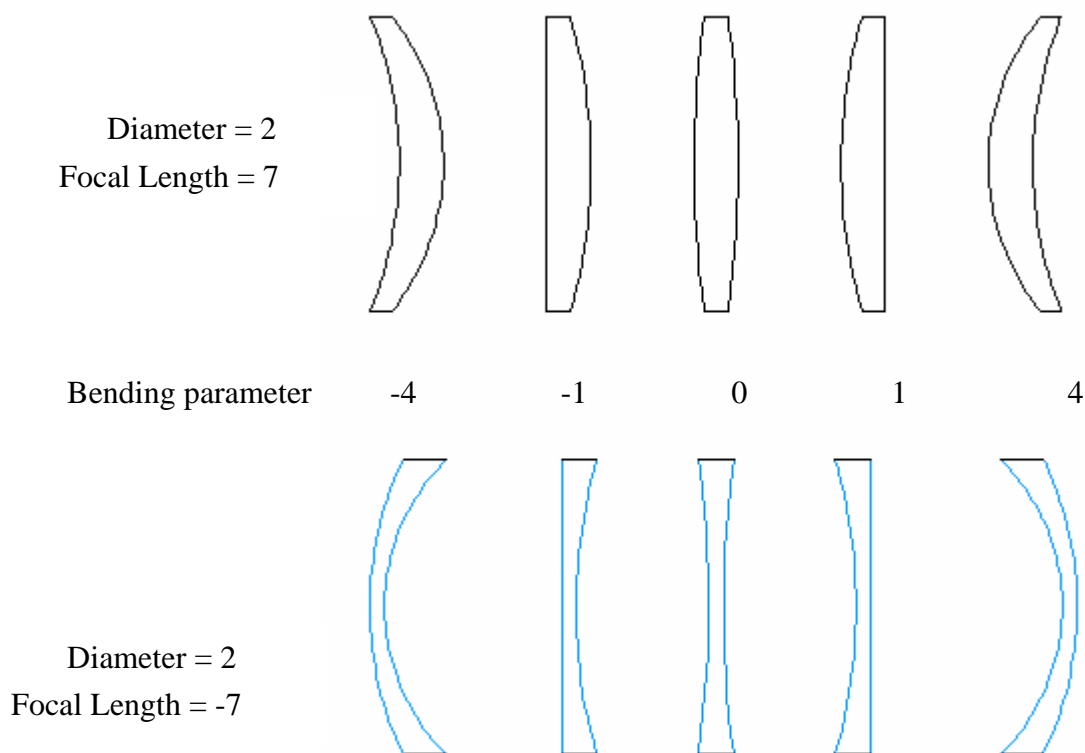 Diameter = 2
Focal Length = 7
Bending parameter -4 -1 0 1 4
Diameter = 2
Focal Length = -7